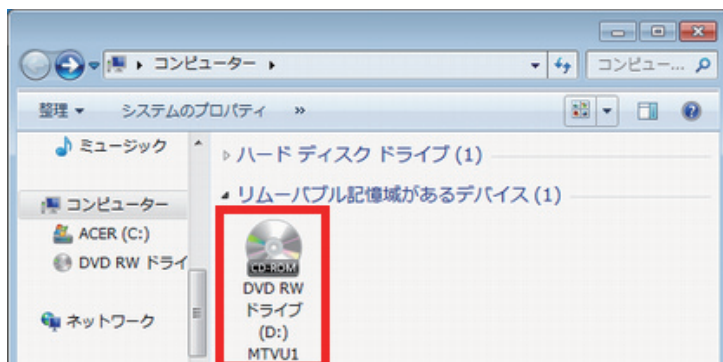 コンピューター
コンピュー...
整理
システムのプロパティ »
ミュージック
ハード ディスク ドライブ (1)
コンピューター
リムーバブル記憶域があるデバイス (1)
ACER (C:)
DVD RW ドライ
ネットワーク
CD-ROM
DVD RW
ドライブ
(D:)
MTVU1